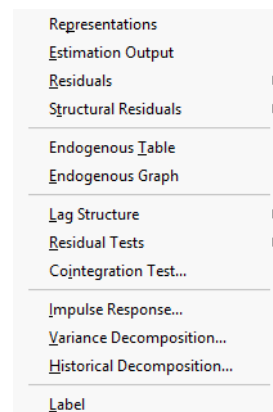 Representations
Estimation Output
Residuals
Structural Residuals
Endogenous Table
Endogenous Graph
Lag Structure
Residual Tests
Cointegration Test...
Impulse Response...
Variance Decomposition...
Historical Decomposition...
Label